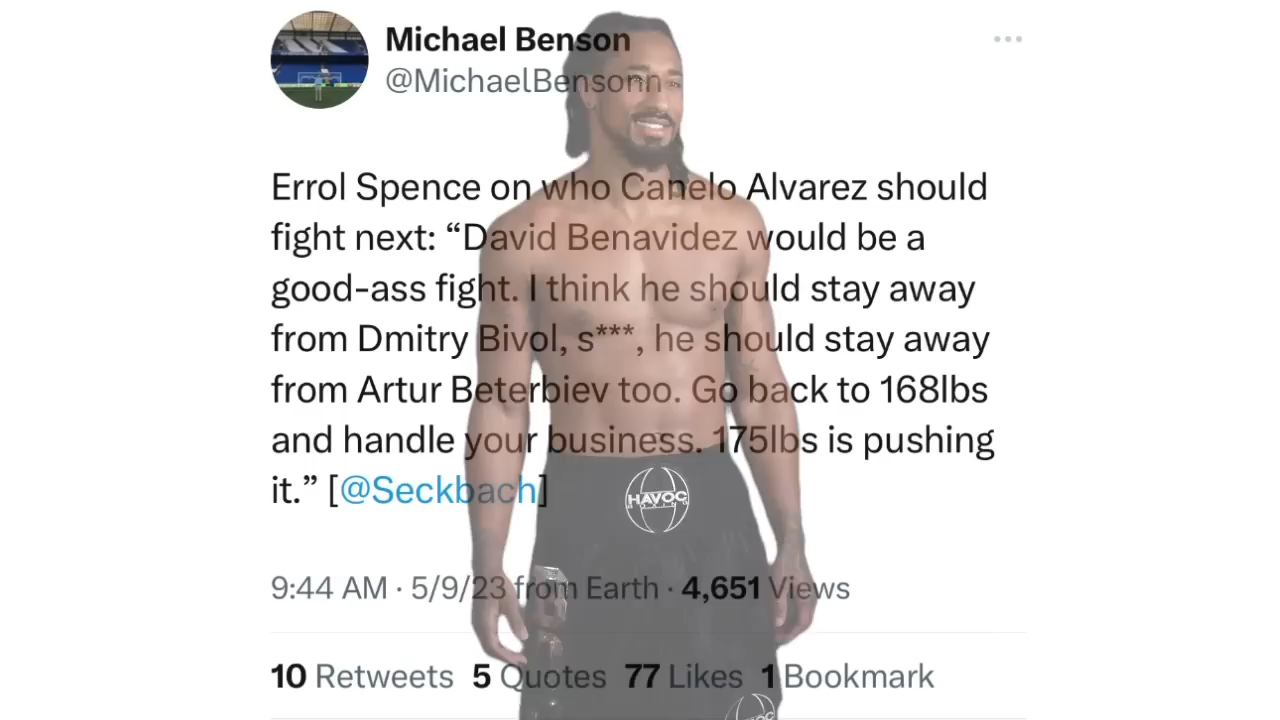 Michael Benson
@MichaelBensonn
Errol Spence on who Canelo Alvarez should
fight next: “David Benavidez would be a
good-ass fight. I think he should stay away
from Dmitry Bivol, s***, he should stay away
from Artur Beterbiev too. Go back to 168lbs
and handle your business. 175lbs is pushing
it.” [@Seckbach]
HAVOC
9:44 AM · 5/9/23 from Earth · 4,651 Views
10 Retweets 5 Quotes 77 Likes 1 Bookmark